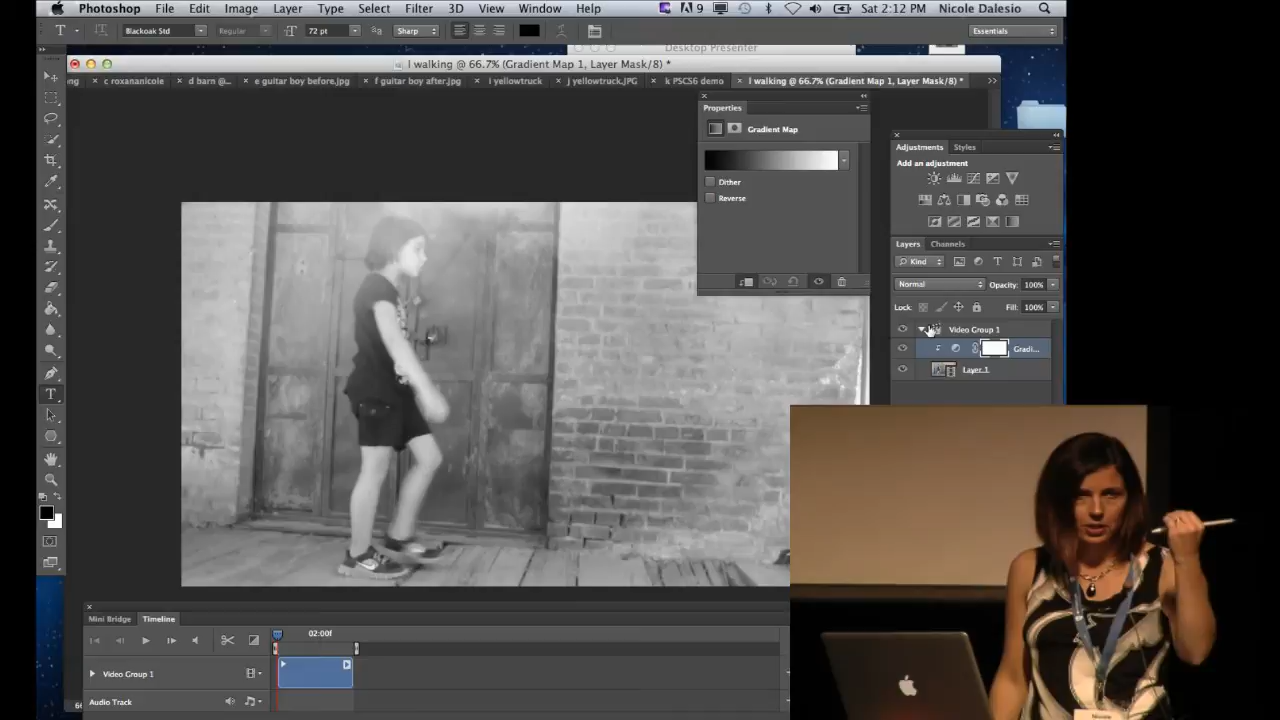 Photoshop File Edit Image Layer Type Select Filter 3D View Window Help 9 Sat 2:12 PM Nicole Dalesio
Blackoak Std Regular 72 pt Sharp Essentials
Desktop Presenter
l walking @ 66.7% (Gradient Map 1, Layer Mask/8) *
ng c roxananicole d barn @... e guitar boy before.jpg f guitar boy after.jpg i yellowtruck j yellowtruck.JPG k PSCS6 demo l walking @ 66.7% (Gradient Map 1, Layer Mask/8) *
Properties
Gradient Map
Dither
Reverse
Adjustments Styles
Add an adjustment
Layers Channels
Kind
Normal Opacity: 100%
Lock: Fill: 100%
Video Group 1
Gradi...
Layer 1
Mini Bridge Timeline
02:00f
Video Group 1
Audio Track